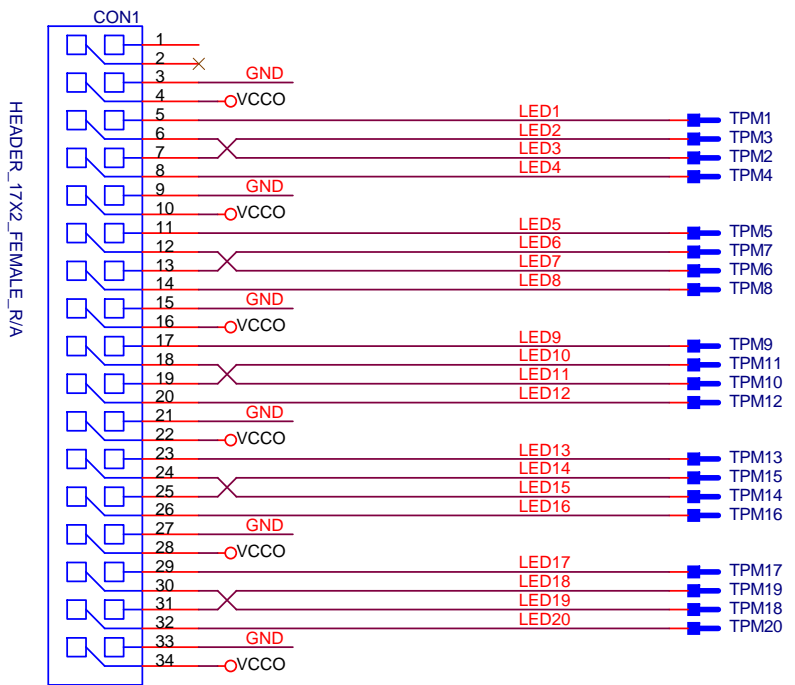 CON1
HEADER_17X2_FEMALE_R/A
1
2
3 GND
4 VCCO
5 LED1 TPM1
6 LED2 TPM3
7 LED3 TPM2
8 LED4 TPM4
9 GND
10 VCCO
11 LED5 TPM5
12 LED6 TPM7
13 LED7 TPM6
14 LED8 TPM8
15 GND
16 VCCO
17 LED9 TPM9
18 LED10 TPM11
19 LED11 TPM10
20 LED12 TPM12
21 GND
22 VCCO
23 LED13 TPM13
24 LED14 TPM15
25 LED15 TPM14
26 LED16 TPM16
27 GND
28 VCCO
29 LED17 TPM17
30 LED18 TPM19
31 LED19 TPM18
32 LED20 TPM20
33 GND
34 VCCO